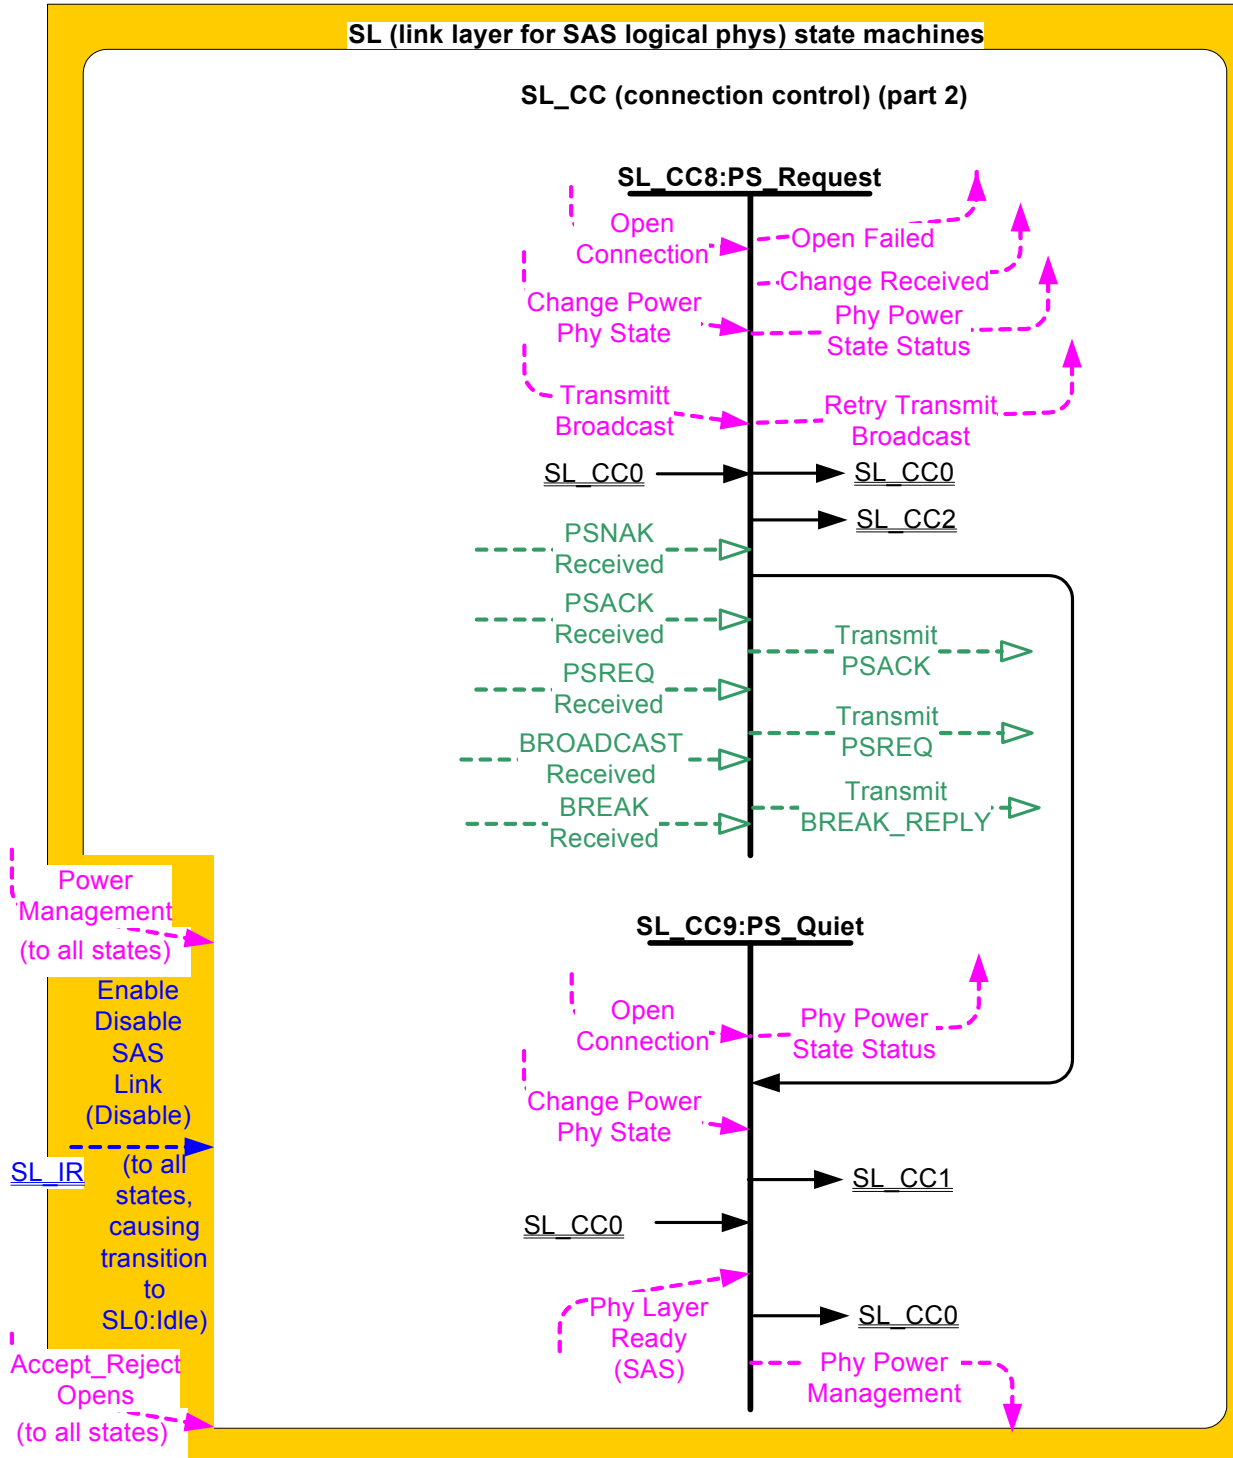 SL (link layer for SAS logical phys) state machines
SL_CC (connection control) (part 2)
SL_CC8:PS_Request
Open
Connection
Open Failed
Change Received
Change Power
Phy State
Phy Power
State Status
Transmitt
Broadcast
Retry Transmit
Broadcast
SL_CC0
SL_CC0
SL_CC2
PSNAK
Received
PSACK
Received
Transmit
PSACK
PSREQ
Received
Transmit
PSREQ
BROADCAST
Received
BREAK
Received
Transmit
BREAK_REPLY
Power
Management
(to all states)
Enable
Disable
SAS
Link
(Disable)
SL_IR
(to all
states,
causing
transition
to
SL0:Idle)
Accept_Reject
Opens
(to all states)
SL_CC9:PS_Quiet
Open
Connection
Phy Power
State Status
Change Power
Phy State
SL_CC1
SL_CC0
Phy Layer
Ready
(SAS)
SL_CC0
Phy Power
Management